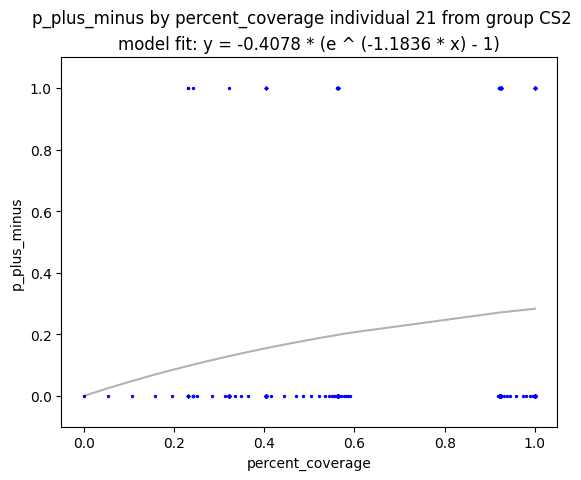 p_plus_minus by percent_coverage individual 21 from group CS2
model fit: y = -0.4078 * (e ^ (-1.1836 * x) - 1)
p_plus_minus
1.0
0.8
0.6
0.4
0.2
0.0
0.0 0.2 0.4 0.6 0.8 1.0
percent_coverage